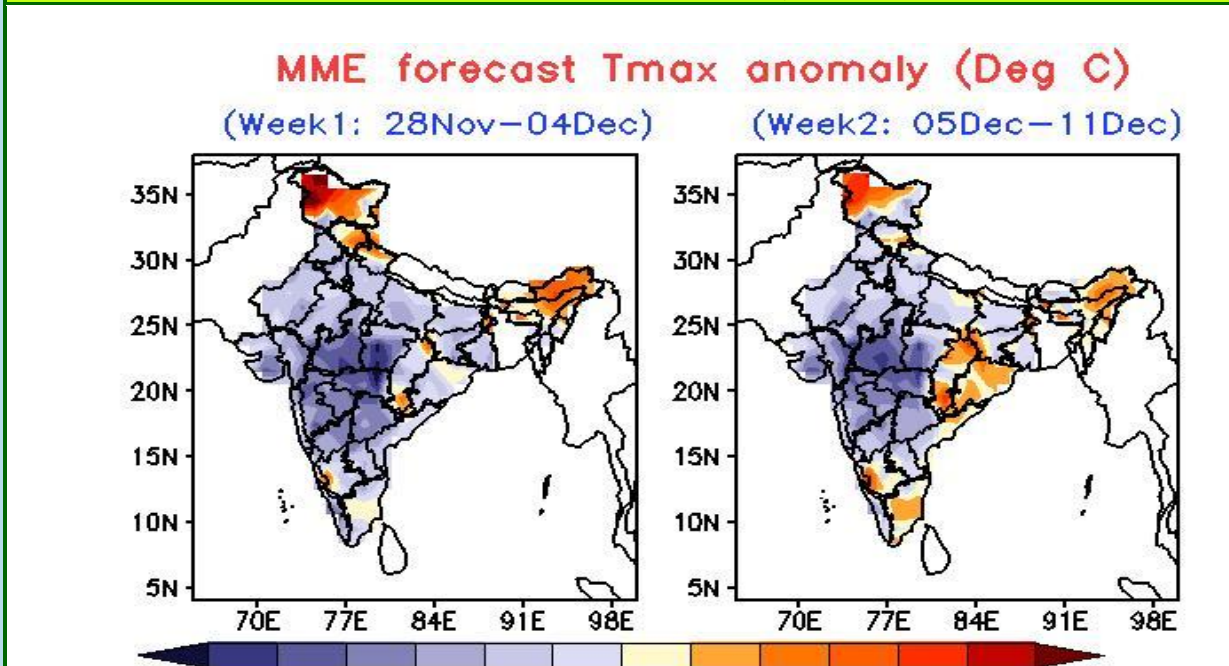 MME forecast Tmax anomaly (Deg C)
(Week1: 28Nov-04Dec) (Week2: 05Dec-11Dec)
35N 35N
30N 30N
25N 25N
20N 20N
15N 15N
10N 10N
5N 5N
70E 77E 84E 91E 98E 70E 77E 84E 91E 98E